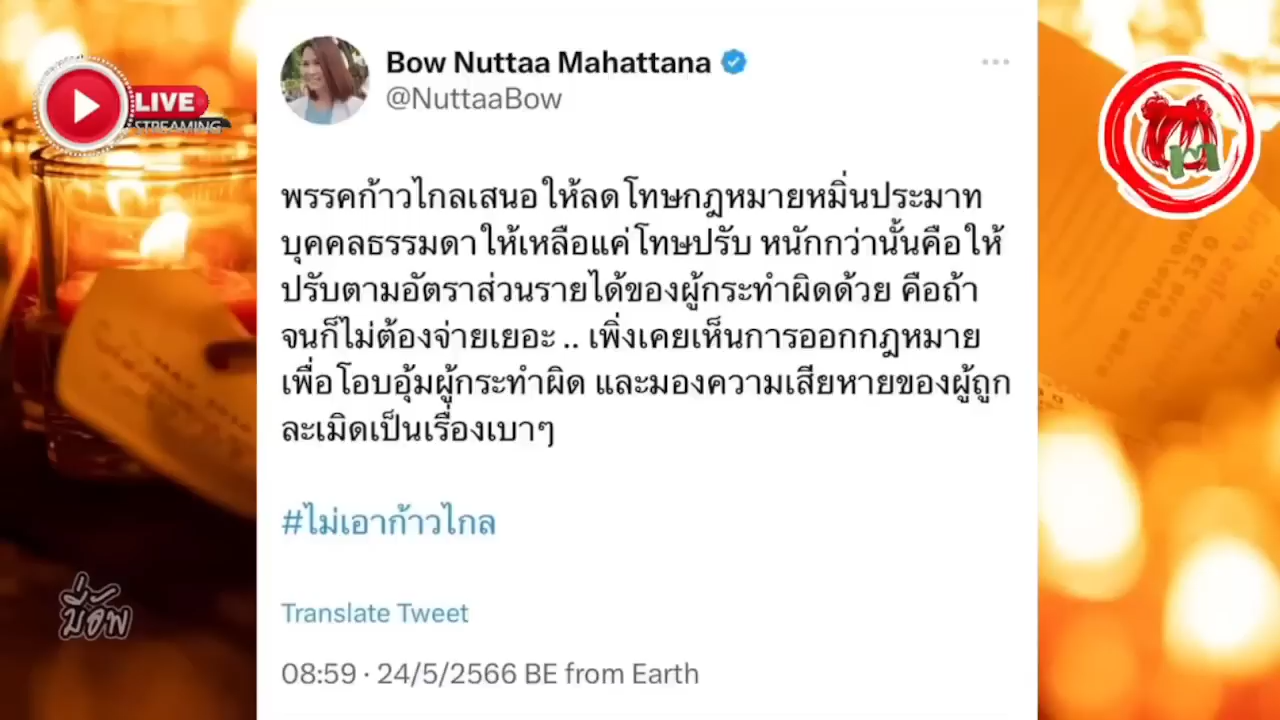 LIVE
STREAMING
Bow Nuttaa Mahattana
@NuttaaBow
พรรคก้าวไกลเสนอให้ลดโทษกฎหมายหมิ่นประมาท
บุคคลธรรมดาให้เหลือแค่โทษปรับ หนักกว่านั้นคือให้
ปรับตามอัตราส่วนรายได้ของผู้กระทำผิดด้วย คือถ้า
จนก็ไม่ต้องจ่ายเยอะ .. เพิ่งเคยเห็นการออกกฎหมาย
เพื่อโอบอุ้มผู้กระทำผิด และมองความเสียหายของผู้ถูก
ละเมิดเป็นเรื่องเบาๆ
#ไม่เอาก้าวไกล
Translate Tweet
08:59 · 24/5/2566 BE from Earth